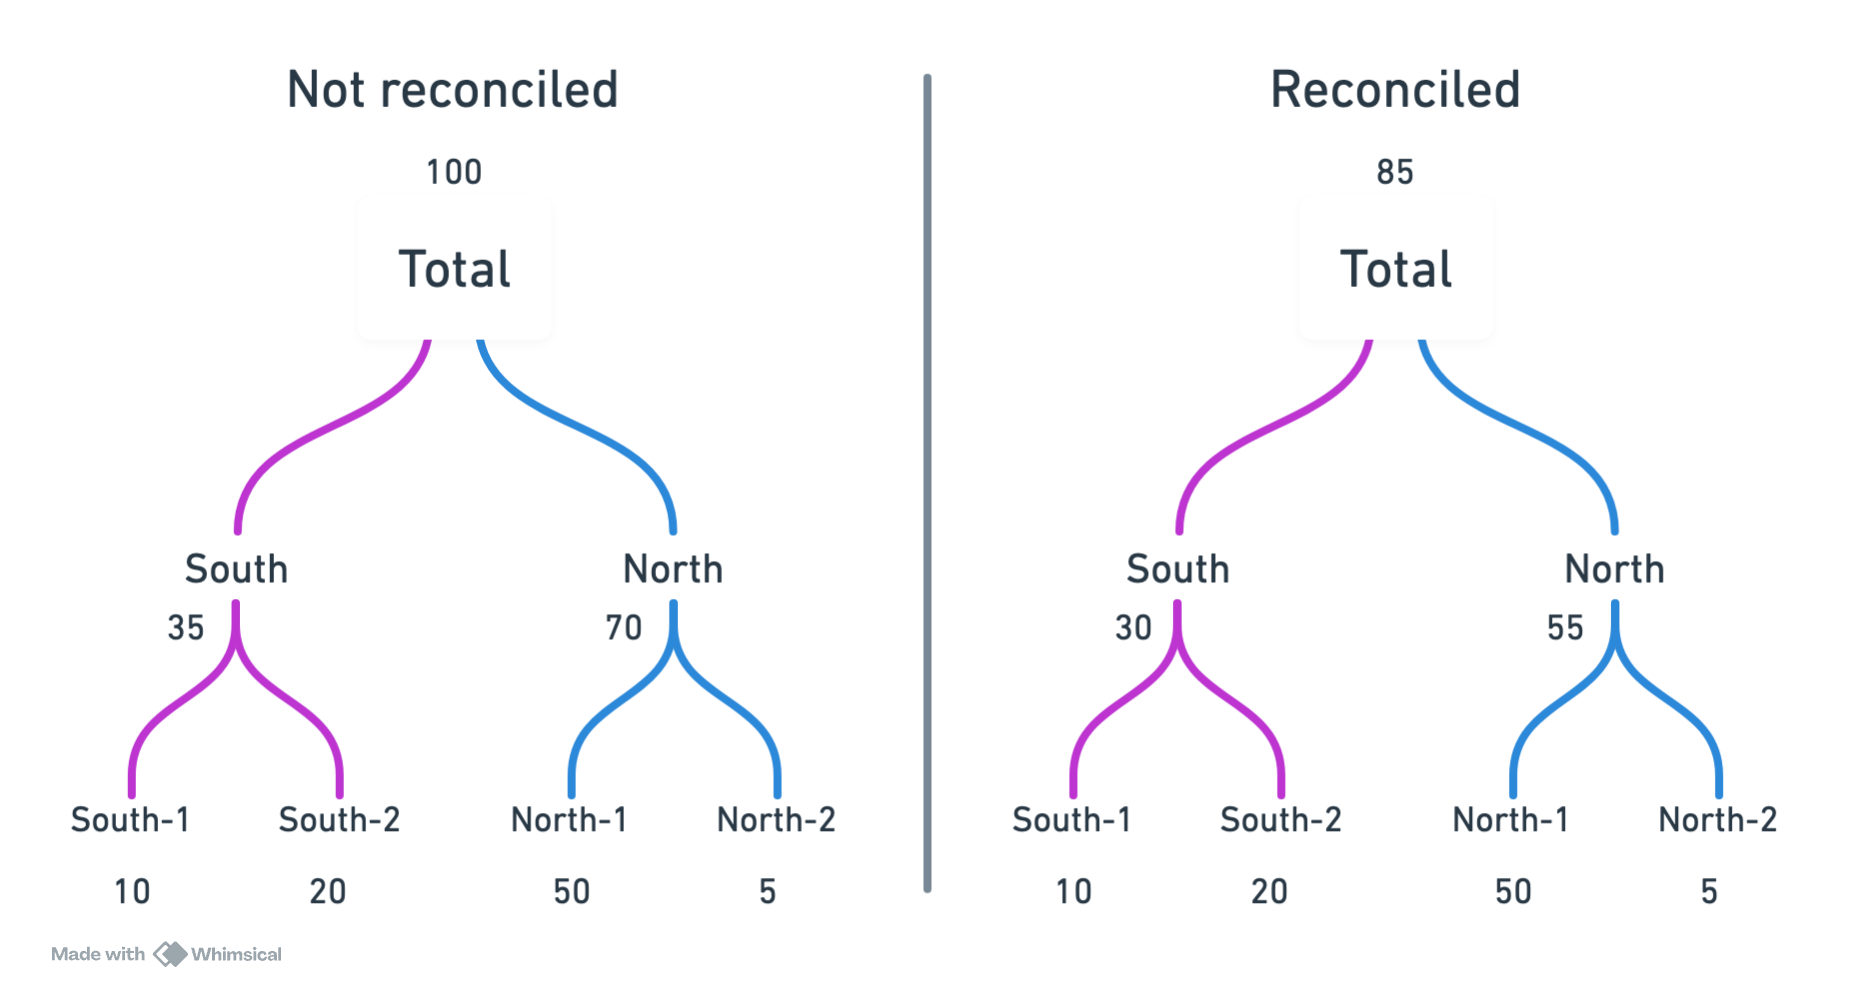 Not reconciled
100
Total
South
North
35
70
South-1
South-2
North-1
North-2
10
20
50
5
Reconciled
85
Total
South
North
30
55
South-1
South-2
North-1
North-2
10
20
50
5
Made with Whimsical